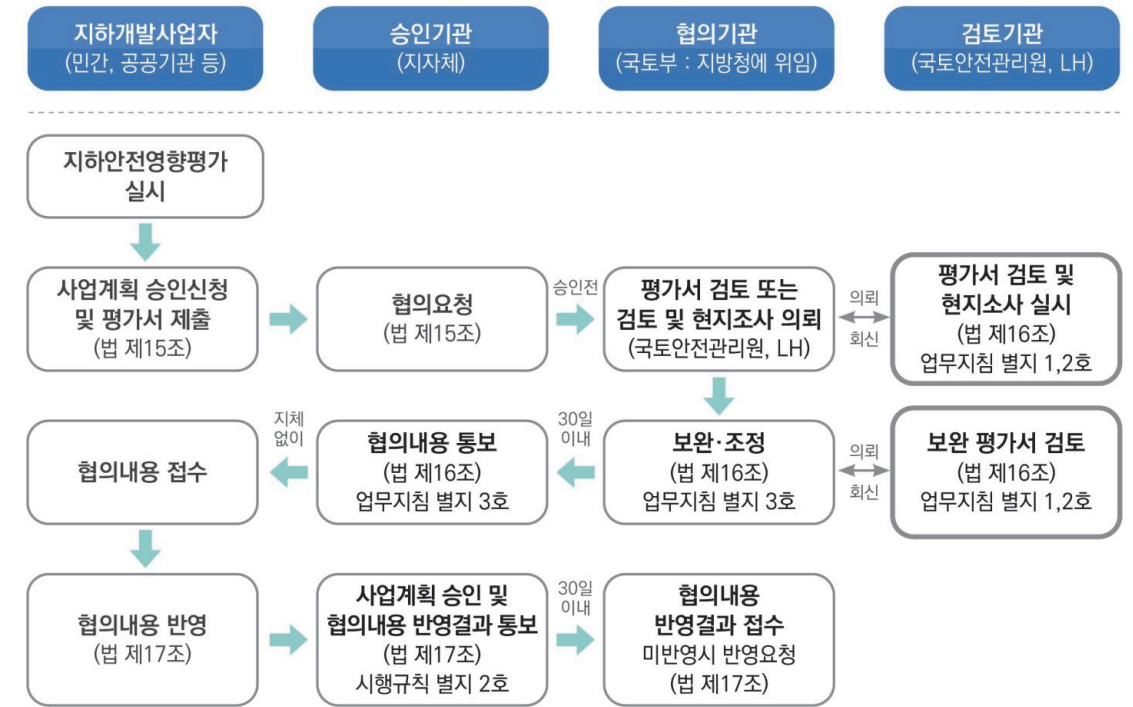 지하개발사업자
(민간, 공공기관 등)
승인기관
(지자체)
협의기관
(국토부 : 지방청에 위임)
검토기관
(국토안전관리원, LH)
지하안전영향평가
실시
사업계획 승인신청
및 평가서 제출
(법 제15조)
협의요청
(법 제15조)
승인전
평가서 검토 또는
검토 및 현지조사 의뢰
(국토안전관리원, LH)
의뢰
회신
평가서 검토 및
현지소사 실시
(법 제16조)
업무지침 별지 1,2호
협의내용 접수
지체
없이
협의내용 통보
(법 제16조)
업무지침 별지 3호
30일
이내
보완·조정
(법 제16조)
업무지침 별지 3호
의뢰
회신
보완 평가서 검토
(법 제16조)
업무지침 별지 1,2호
협의내용 반영
(법 제17조)
사업계획 승인 및
협의내용 반영결과 통보
(법 제17조)
시행규칙 별지 2호
30일
이내
협의내용
반영결과 접수
미반영시 반영요청
(법 제17조)